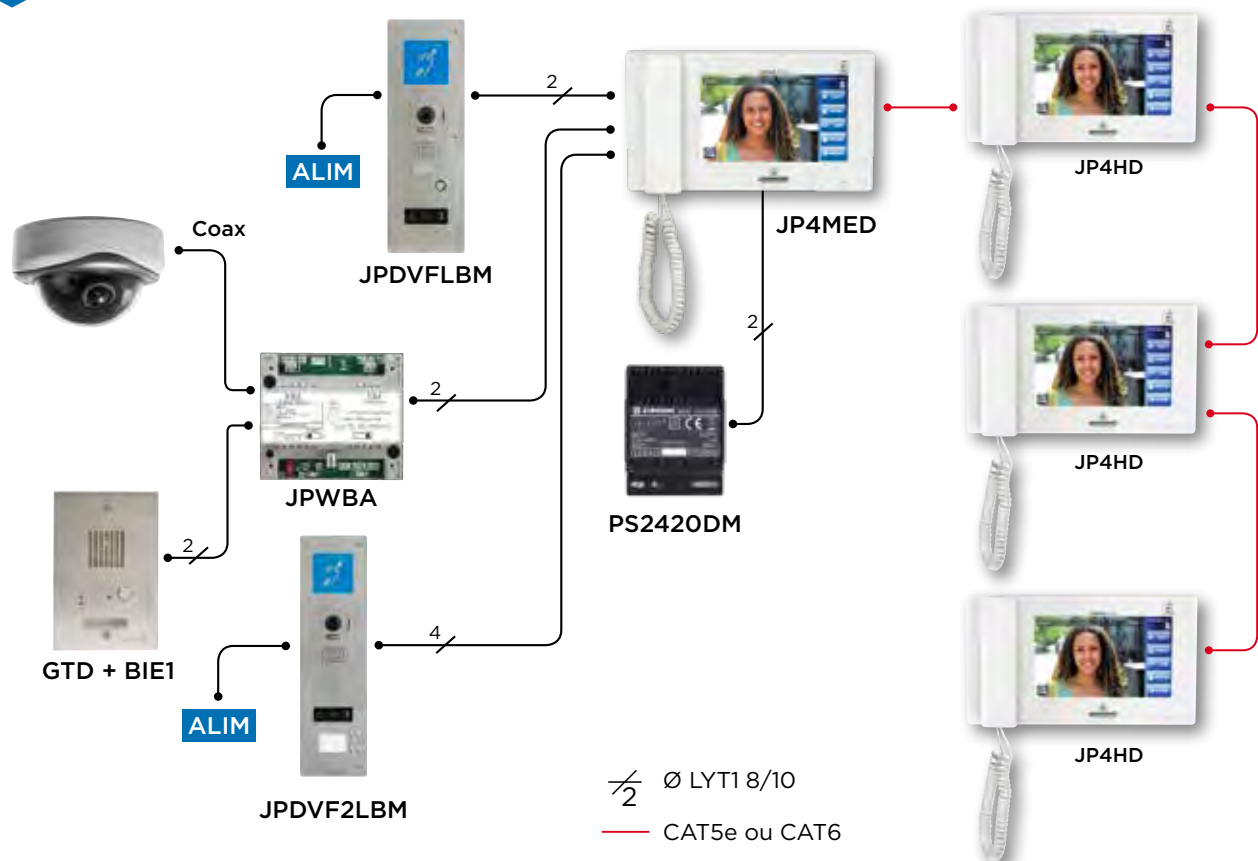 2
ALIM
JPDVFLBM
Coax
JP4MED
JP4HD
2
2
JPWBA
PS2420DM
JP4HD
2
GTD + BIE1
4
ALIM
JPDVF2LBM
JP4HD
2 Ø LYT1 8/10
CAT5e ou CAT6